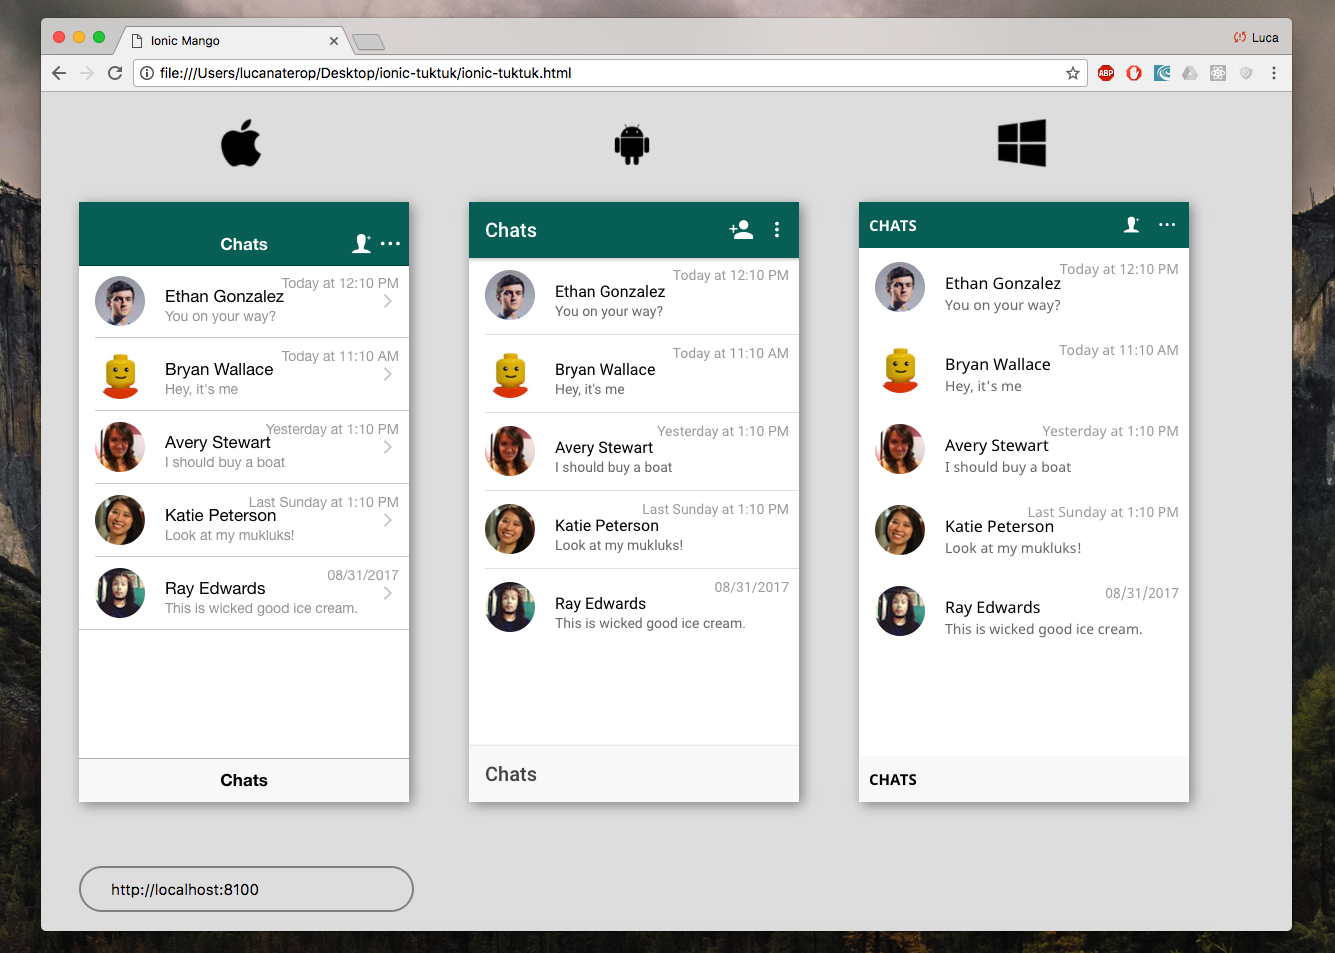 Ionic Mango
Luca
file:///Users/lucanaterop/Desktop/ionic-tuktuk/ionic-tuktuk.html
ABP
Chats
Today at 12:10 PM
Ethan Gonzalez
You on your way?
Today at 11:10 AM
Bryan Wallace
Hey, it's me
Yesterday at 1:10 PM
Avery Stewart
I should buy a boat
Last Sunday at 1:10 PM
Katie Peterson
Look at my mukluks!
08/31/2017
Ray Edwards
This is wicked good ice cream.
Chats
Chats
Today at 12:10 PM
Ethan Gonzalez
You on your way?
Today at 11:10 AM
Bryan Wallace
Hey, it's me
Yesterday at 1:10 PM
Avery Stewart
I should buy a boat
Last Sunday at 1:10 PM
Katie Peterson
Look at my mukluks!
08/31/2017
Ray Edwards
This is wicked good ice cream.
Chats
CHATS
Today at 12:10 PM
Ethan Gonzalez
You on your way?
Today at 11:10 AM
Bryan Wallace
Hey, it's me
Yesterday at 1:10 PM
Avery Stewart
I should buy a boat
Last Sunday at 1:10 PM
Katie Peterson
Look at my mukluks!
08/31/2017
Ray Edwards
This is wicked good ice cream.
CHATS
http://localhost:8100